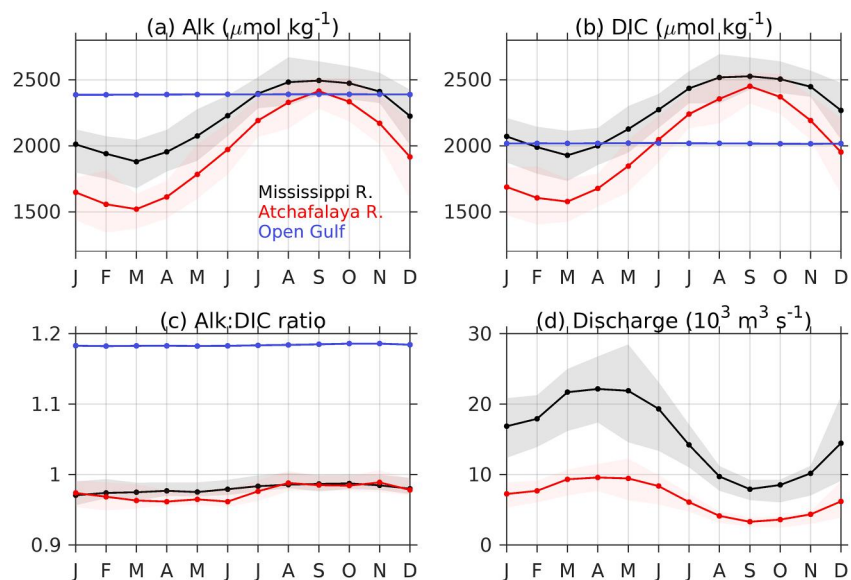 (a) Alk (μmol kg⁻¹)
2500
2000
1500
Mississippi R.
Atchafalaya R.
Open Gulf
J F M A M J J A S O N D
(b) DIC (μmol kg⁻¹)
2500
2000
1500
J F M A M J J A S O N D
(c) Alk:DIC ratio
1.2
1.1
1
0.9
J F M A M J J A S O N D
(d) Discharge (10³ m³ s⁻¹)
30
20
10
0
J F M A M J J A S O N D